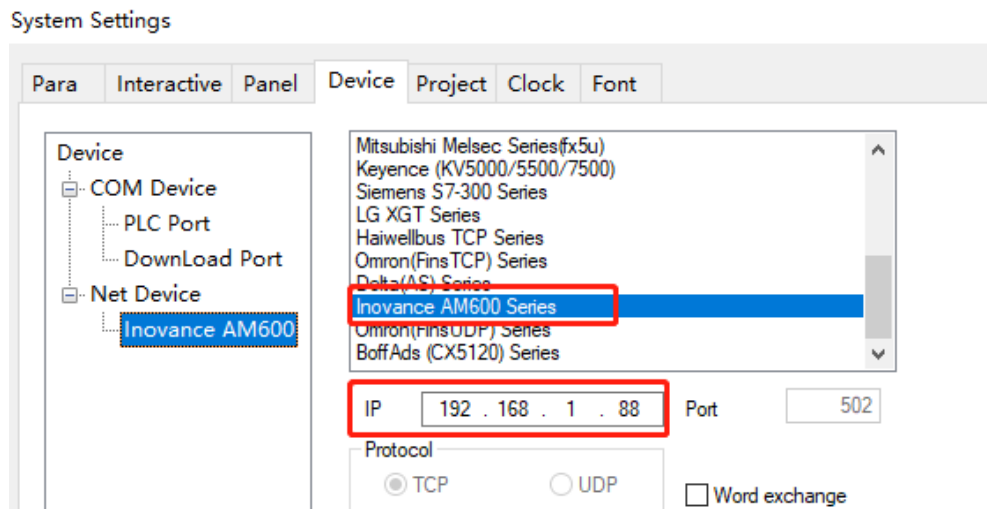 System Settings
Para Interactive Panel Device Project Clock Font
Device
COM Device
PLC Port
DownLoad Port
Net Device
Inovance AM600
Mitsubishi Melsec Series(fx5u)
Keyence (KV5000/5500/7500)
Siemens S7-300 Series
LG XGT Series
Haiwellbus TCP Series
Omron(FinsTCP) Series
Delta(AS) Series
Inovance AM600 Series
Omron(FinsUDP) Series
BoffAds (CX5120) Series
IP 192 . 168 . 1 . 88 Port 502
Protocol
TCP UDP
Word exchange